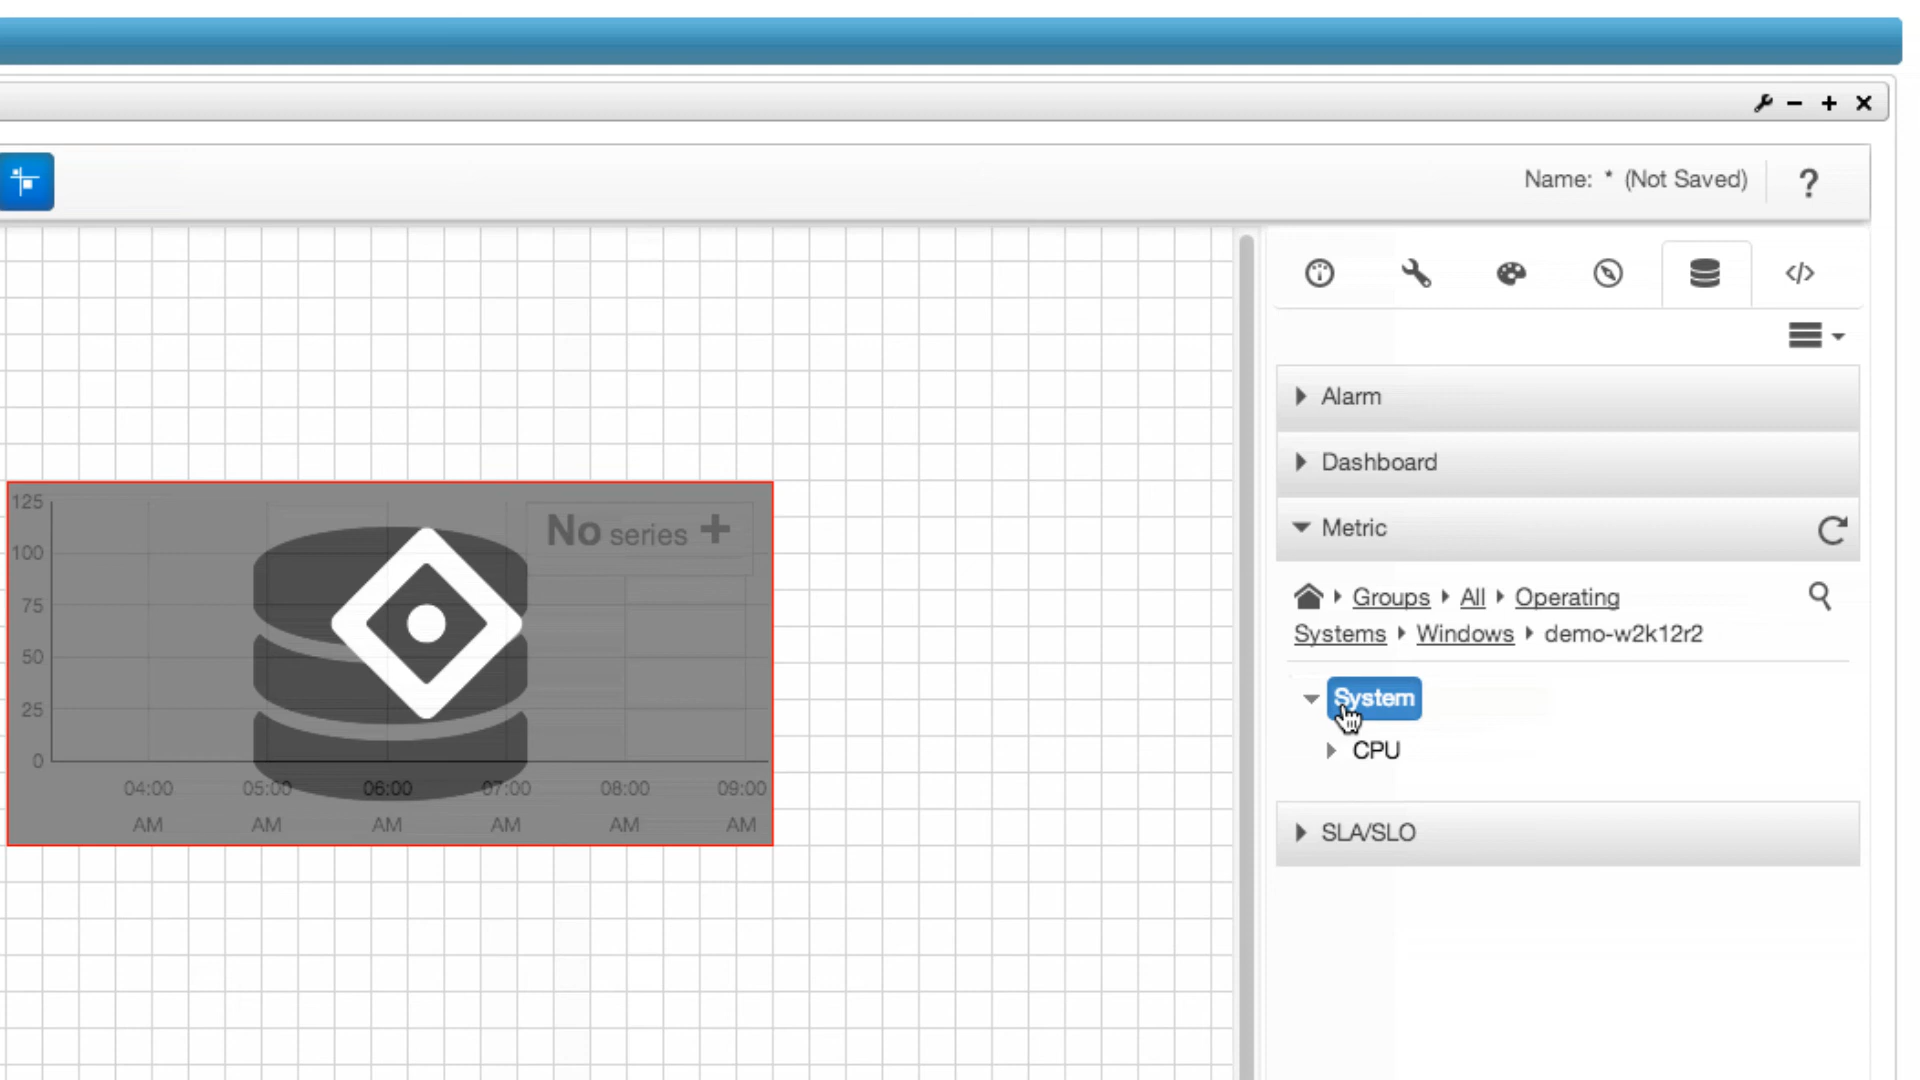 Name: * (Not Saved)
?
Alarm
Dashboard
Metric
Groups All Operating
Systems Windows demo-w2k12r2
System
CPU
SLA/SLO
No series +
125
100
75
50
25
0
04:00 05:00 06:00 07:00 08:00 09:00
AM AM AM AM AM AM